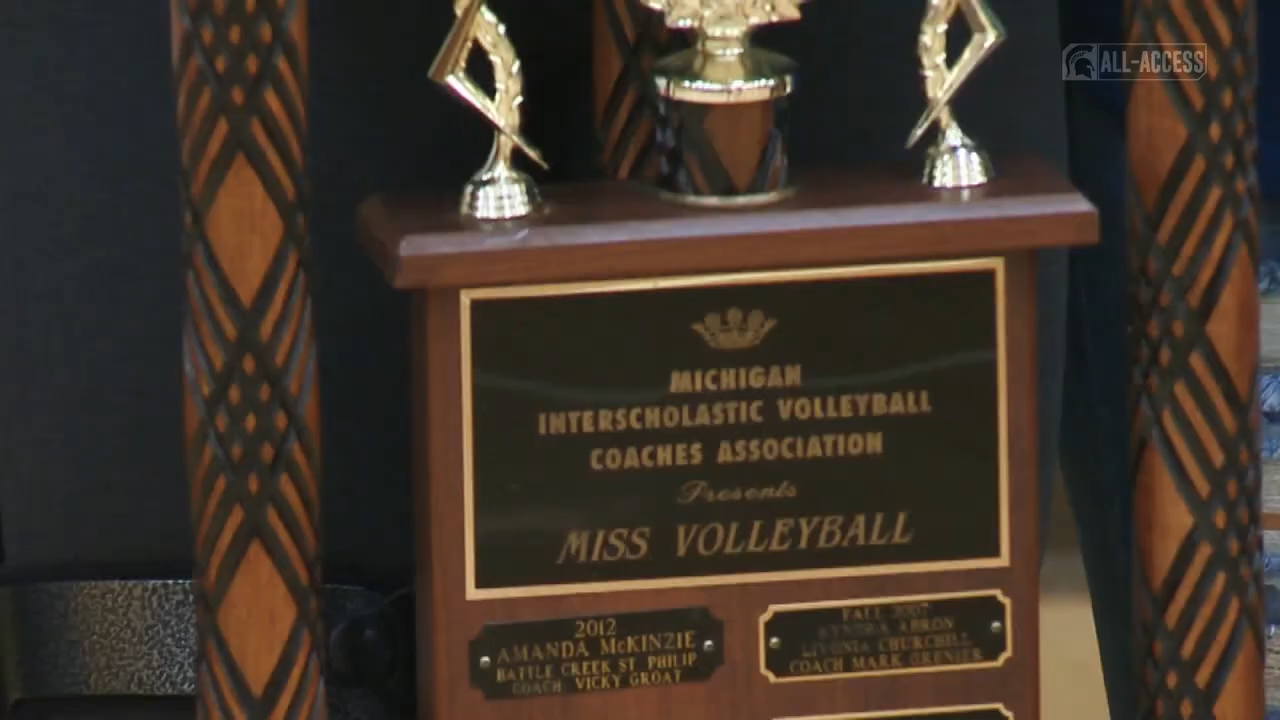 ALL-ACCESS
MICHIGAN
INTERSCHOLASTIC VOLLEYBALL
COACHES ASSOCIATION
Presents
MISS VOLLEYBALL
2012
AMANDA McKINZIE
BATTLE CREEK ST. PHILIP
COACH VICKY GROAT
FALL 2007
LIVONIA CHURCHILL
COACH MARK GRENIER